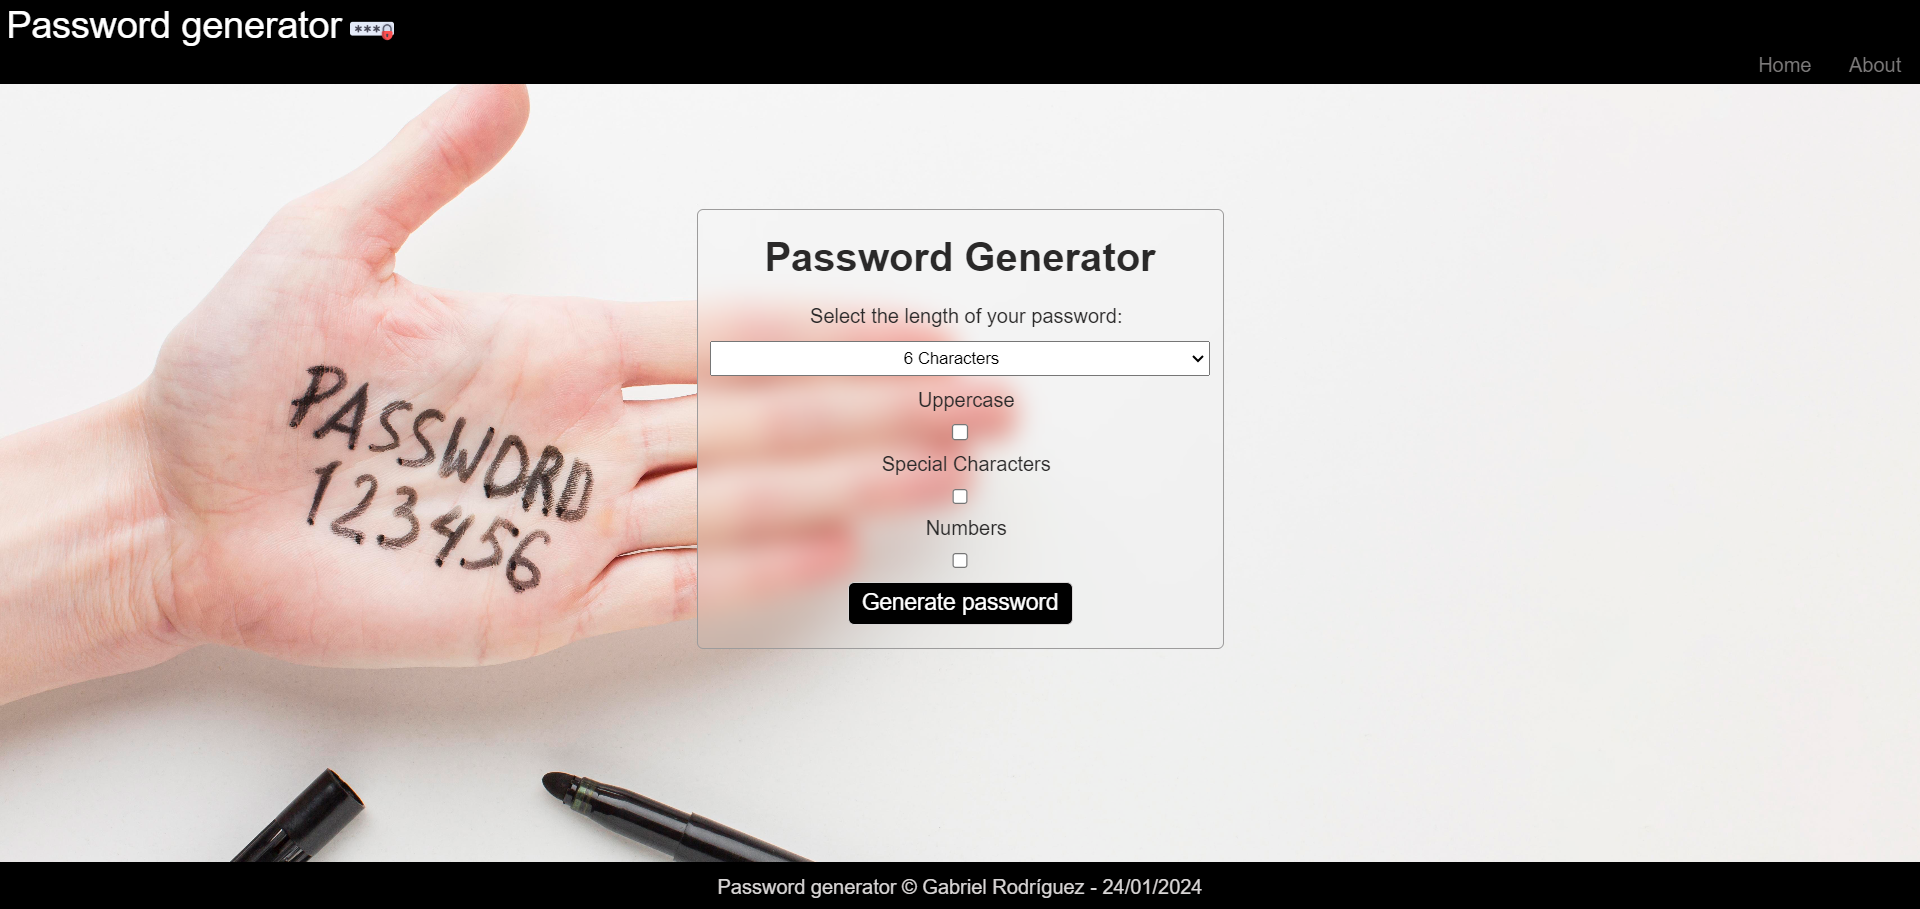 Password generator
Home About
Password Generator
Select the length of your password:
6 Characters
Uppercase
Special Characters
Numbers
Generate password
PASSWORD
123456
Password generator © Gabriel Rodríguez - 24/01/2024